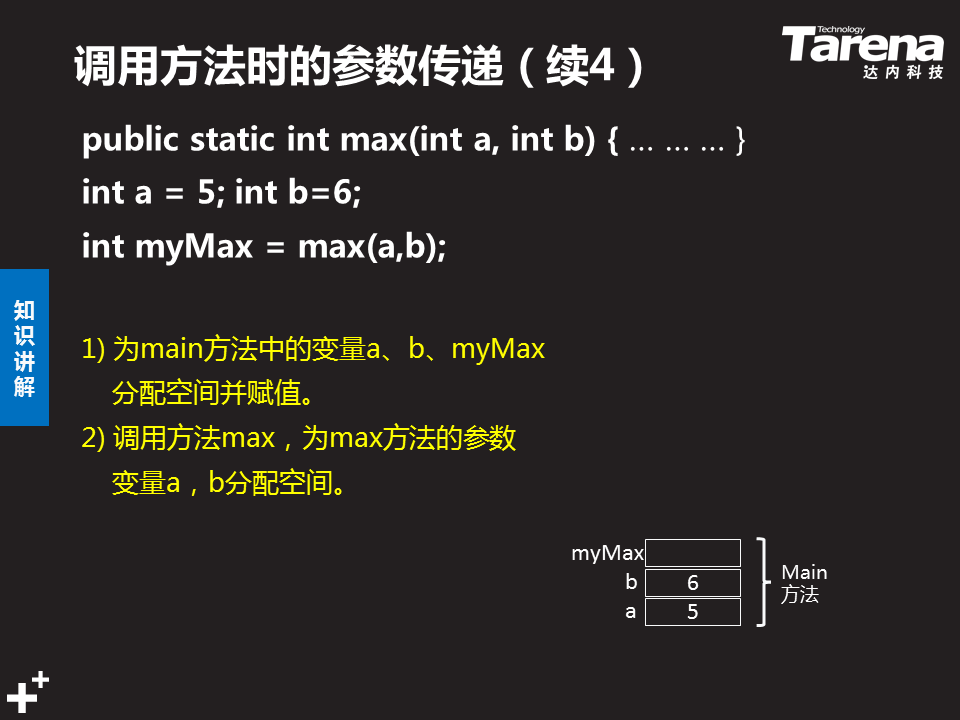 调用方法时的参数传递（续4）
Technology
Tarena
达内科技
public static int max(int a, int b) { … … … }
int a = 5; int b=6;
int myMax = max(a,b);
知识讲解
1) 为main方法中的变量a、b、myMax
分配空间并赋值。
2) 调用方法max，为max方法的参数
变量a，b分配空间。
myMax
b 6
a 5
Main
方法